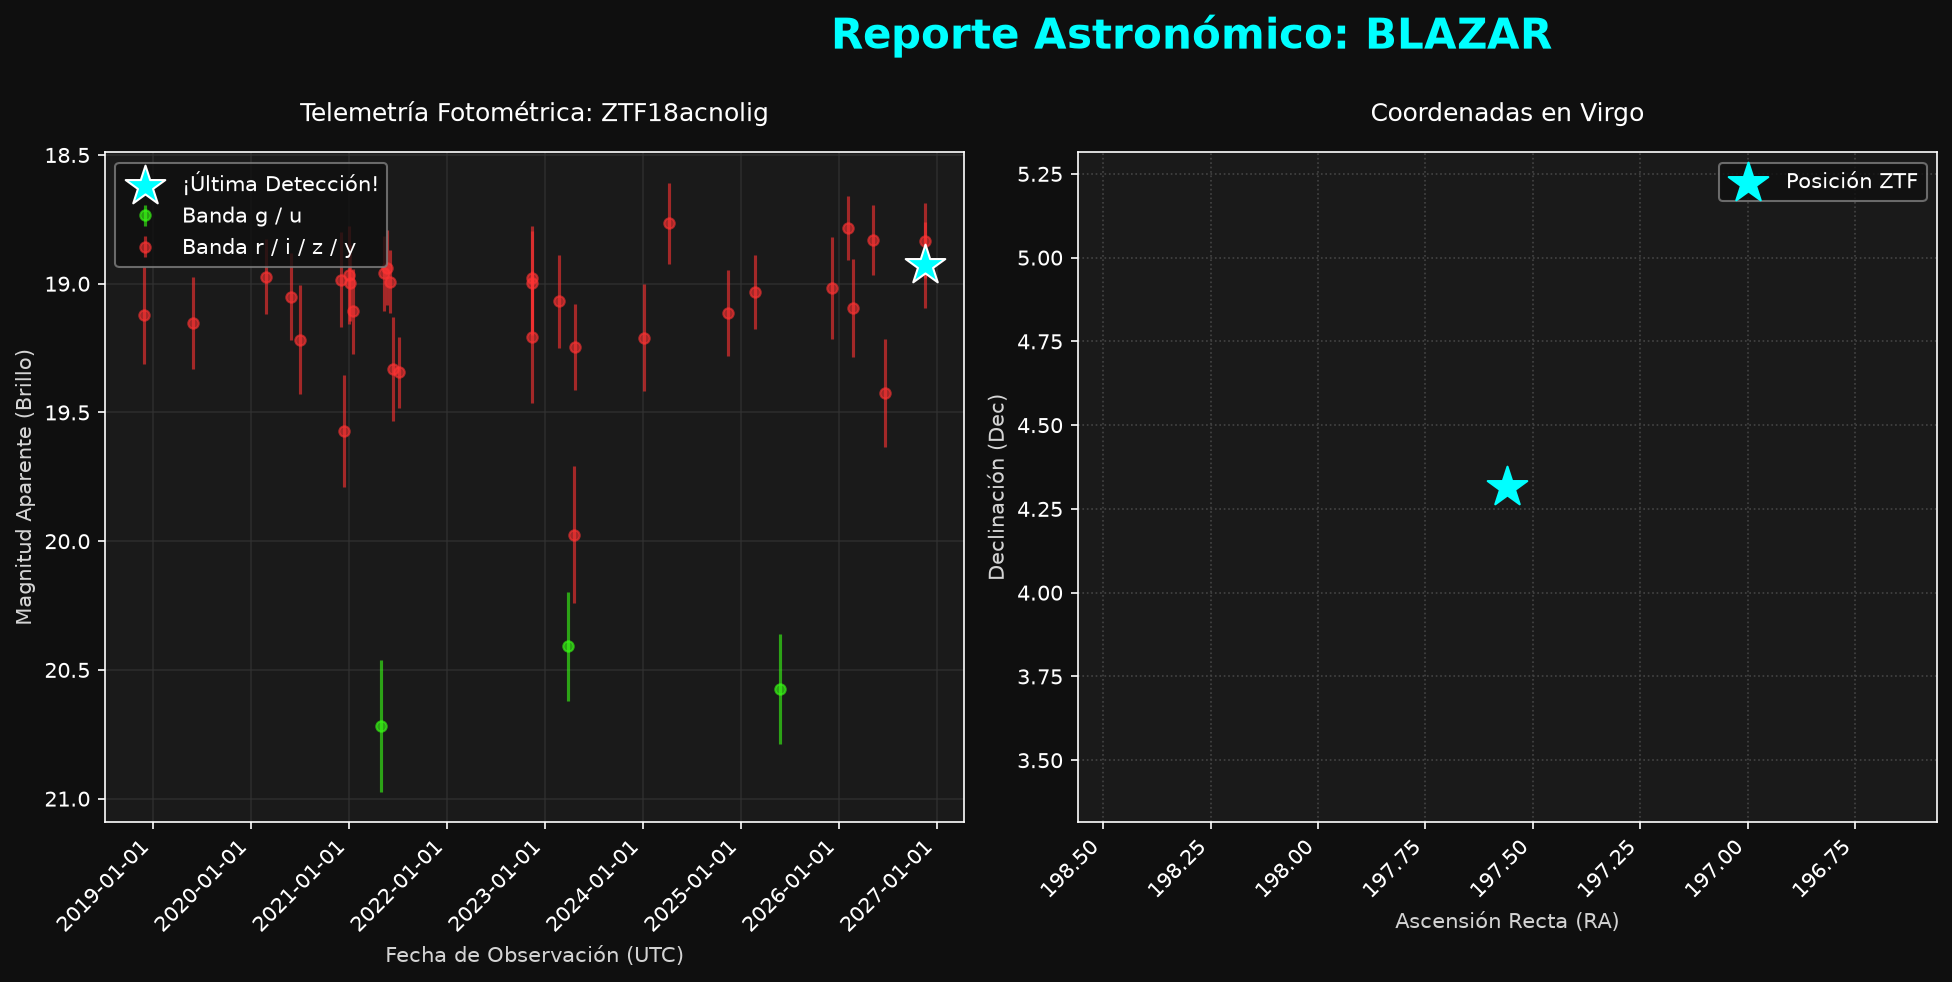 Reporte Astronómico: BLAZAR
Telemetría Fotométrica: ZTF18acnolig
¡Última Detección!
Banda g / u
Banda r / i / z / y
Magnitud Aparente (Brillo)
18.5
19.0
19.5
20.0
20.5
21.0
2019-01-01
2020-01-01
2021-01-01
2022-01-01
2023-01-01
2024-01-01
2025-01-01
2026-01-01
2027-01-01
Fecha de Observación (UTC)
Coordenadas en Virgo
Posición ZTF
Declinación (Dec)
5.25
5.00
4.75
4.50
4.25
4.00
3.75
3.50
198.50
198.25
198.00
197.75
197.50
197.25
197.00
196.75
Ascensión Recta (RA)